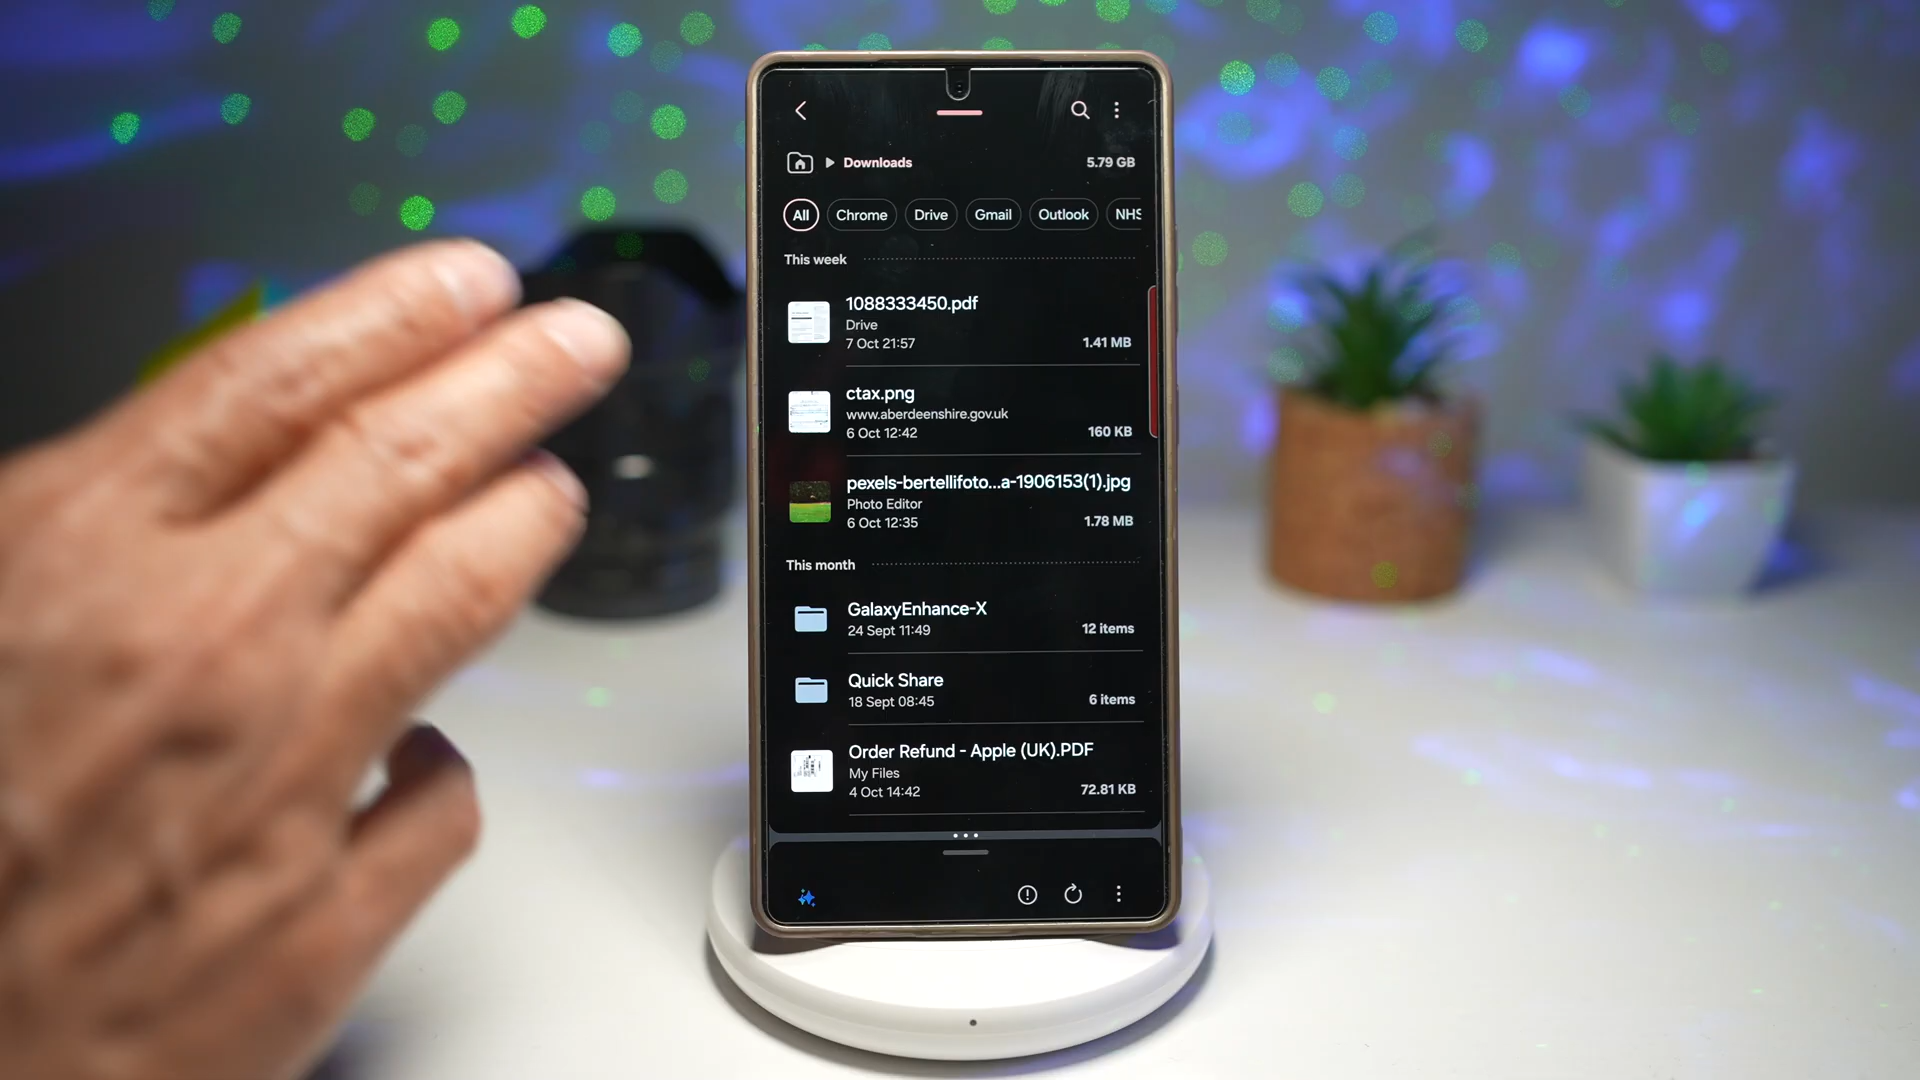 Downloads
5.79 GB
All Chrome Drive Gmail Outlook NHS
This week
1088333450.pdf
Drive
7 Oct 21:57
1.41 MB
ctax.png
www.aberdeenshire.gov.uk
6 Oct 12:42
160 KB
pexels-bertellifoto...a-1906153(1).jpg
Photo Editor
6 Oct 12:35
1.78 MB
This month
GalaxyEnhance-X
24 Sept 11:49
12 items
Quick Share
18 Sept 08:45
6 items
Order Refund - Apple (UK).PDF
My Files
4 Oct 14:42
72.81 KB